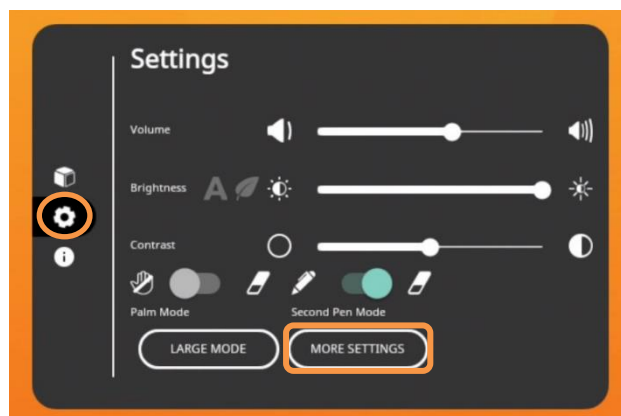 Settings
Volume
Brightness A
Contrast
Palm Mode Second Pen Mode
LARGE MODE MORE SETTINGS